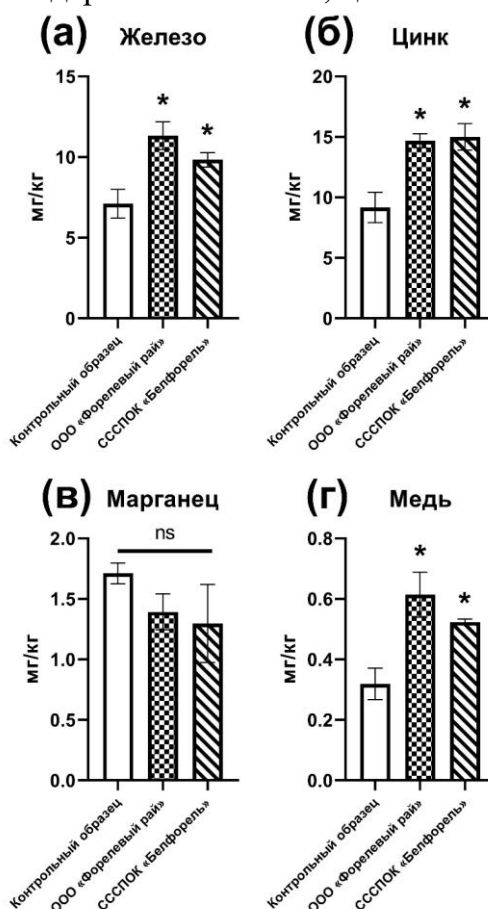 (а) Железо
*
*
15
10
5
0
мг/кг
Контрольный образец
ООО «Форелевый рай»
СССПОК «Белфорель»
(б) Цинк
*
*
20
15
10
5
0
мг/кг
Контрольный образец
ООО «Форелевый рай»
СССПОК «Белфорель»
(в) Марганец
ns
2.0
1.5
1.0
0.5
0.0
мг/кг
Контрольный образец
ООО «Форелевый рай»
СССПОК «Белфорель»
(г) Медь
*
*
0.8
0.6
0.4
0.2
0.0
мг/кг
Контрольный образец
ООО «Форелевый рай»
СССПОК «Белфорель»